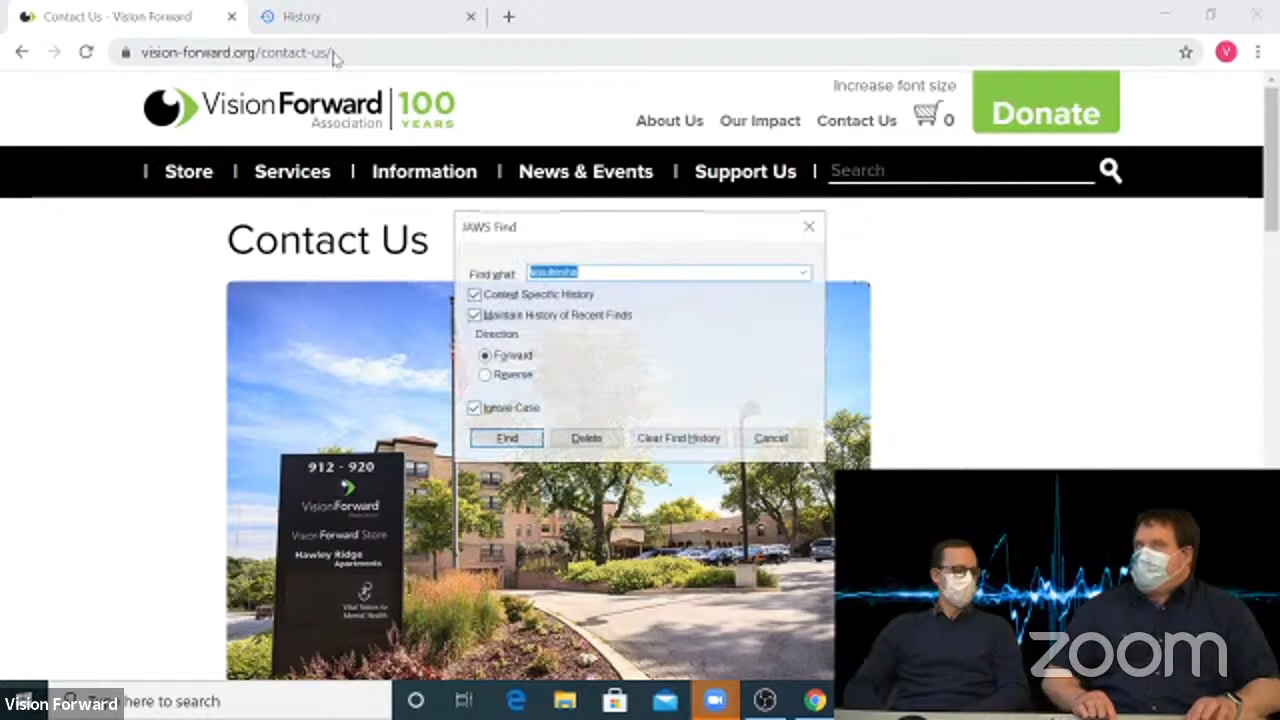 Contact Us - Vision Forward
History
vision-forward.org/contact-us/
Increase font size
VisionForward
Association
100
YEARS
About Us
Our Impact
Contact Us
0
Donate
Store
Services
Information
News & Events
Support Us
Search
Contact Us
JAWS Find
Find what
Context Specific History
Maintain History of Recent Finds
Direction
Forward
Reverse
Ignore Case
Find
Delete
Clear Find History
Cancel
912 - 920
VisionForward
Vision Forward Store
Hawley Ridge
Apartments
zoom
Vision Forward
here to search